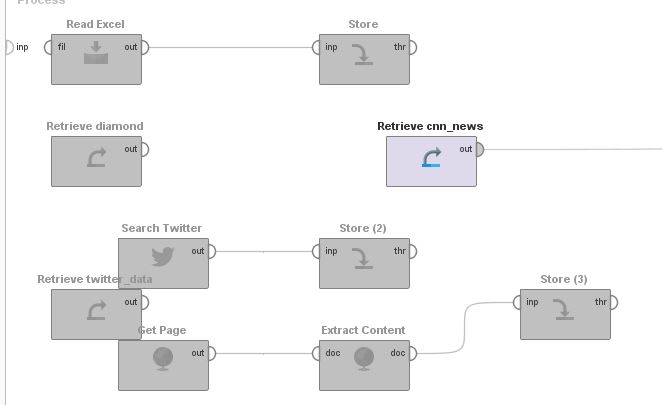 Process
Read Excel
Store
inp
fil
out
inp
thr
Retrieve diamond
Retrieve cnn_news
out
out
Search Twitter
Store (2)
out
inp
thr
Retrieve twitter_data
Store (3)
out
inp
thr
Get Page
Extract Content
out
doc
doc